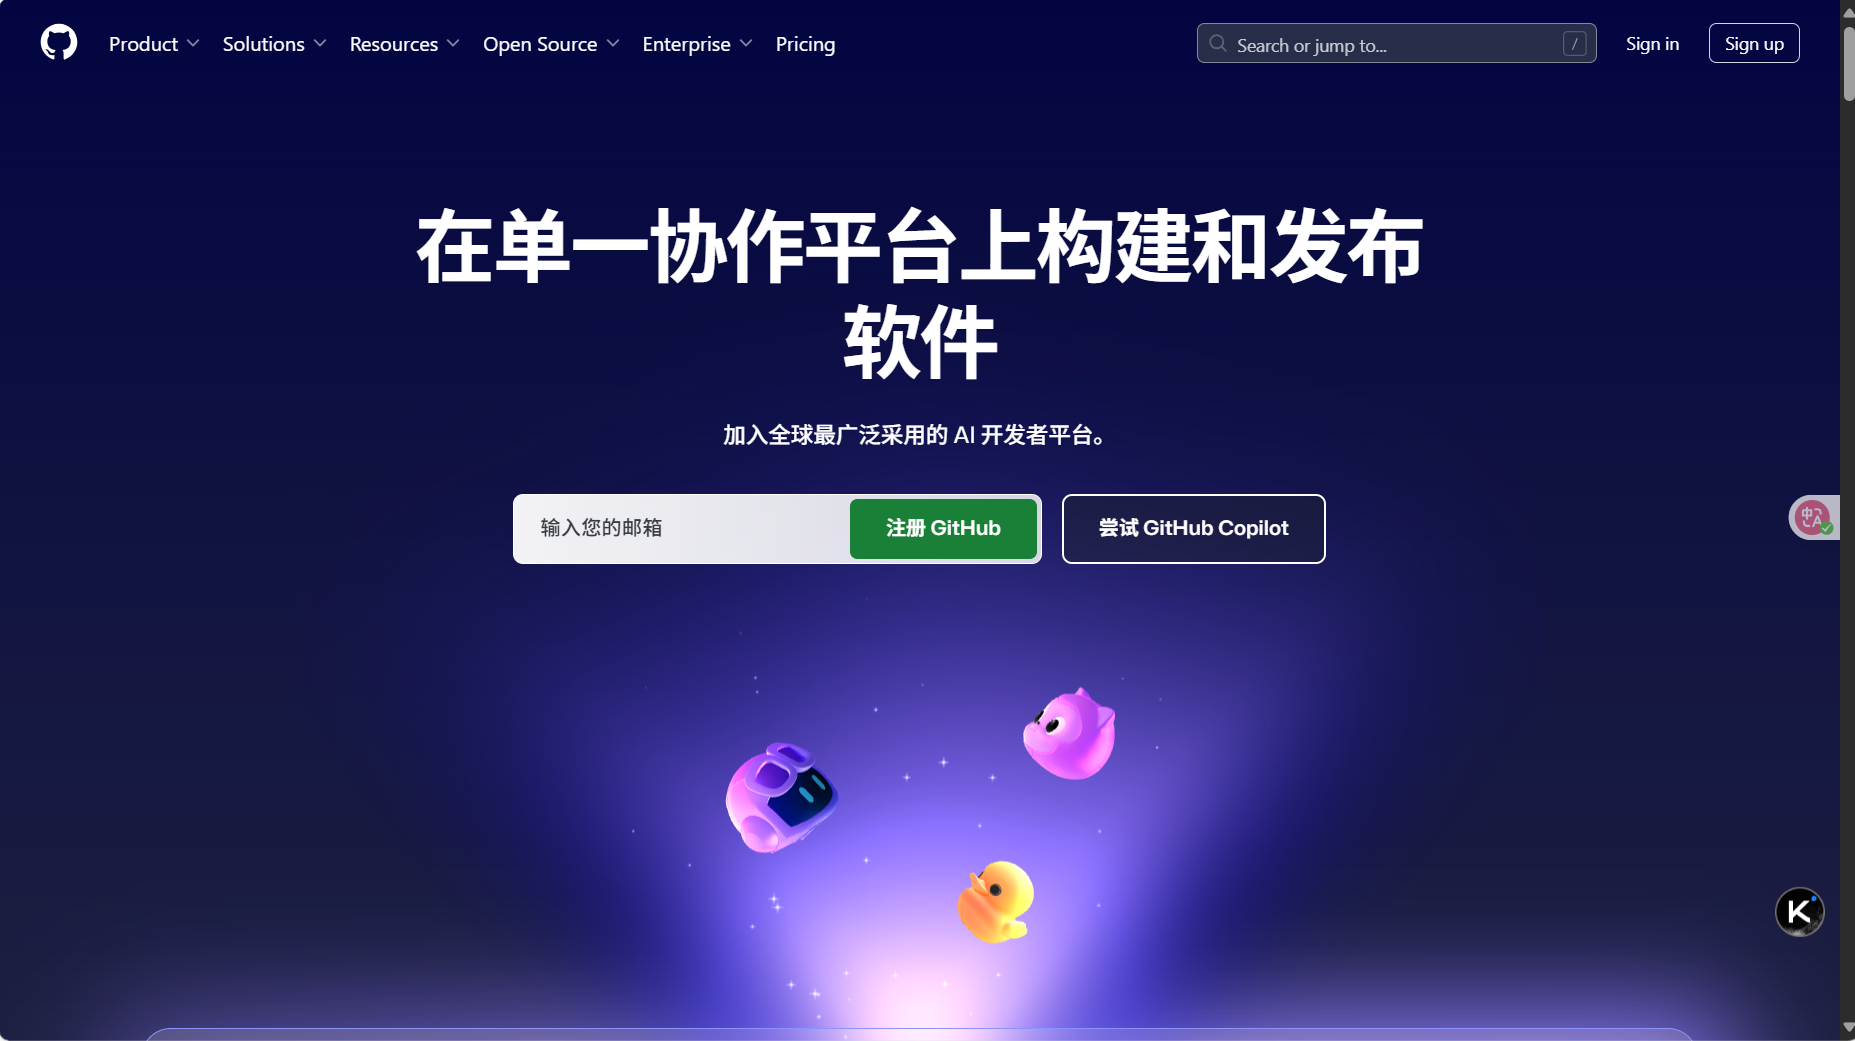 Product
Solutions
Resources
Open Source
Enterprise
Pricing
Search or jump to...
/
Sign in
Sign up
在单一协作平台上构建和发布
软件
加入全球最广泛采用的 AI 开发者平台。
输入您的邮箱
注册 GitHub
尝试 GitHub Copilot
中A
K